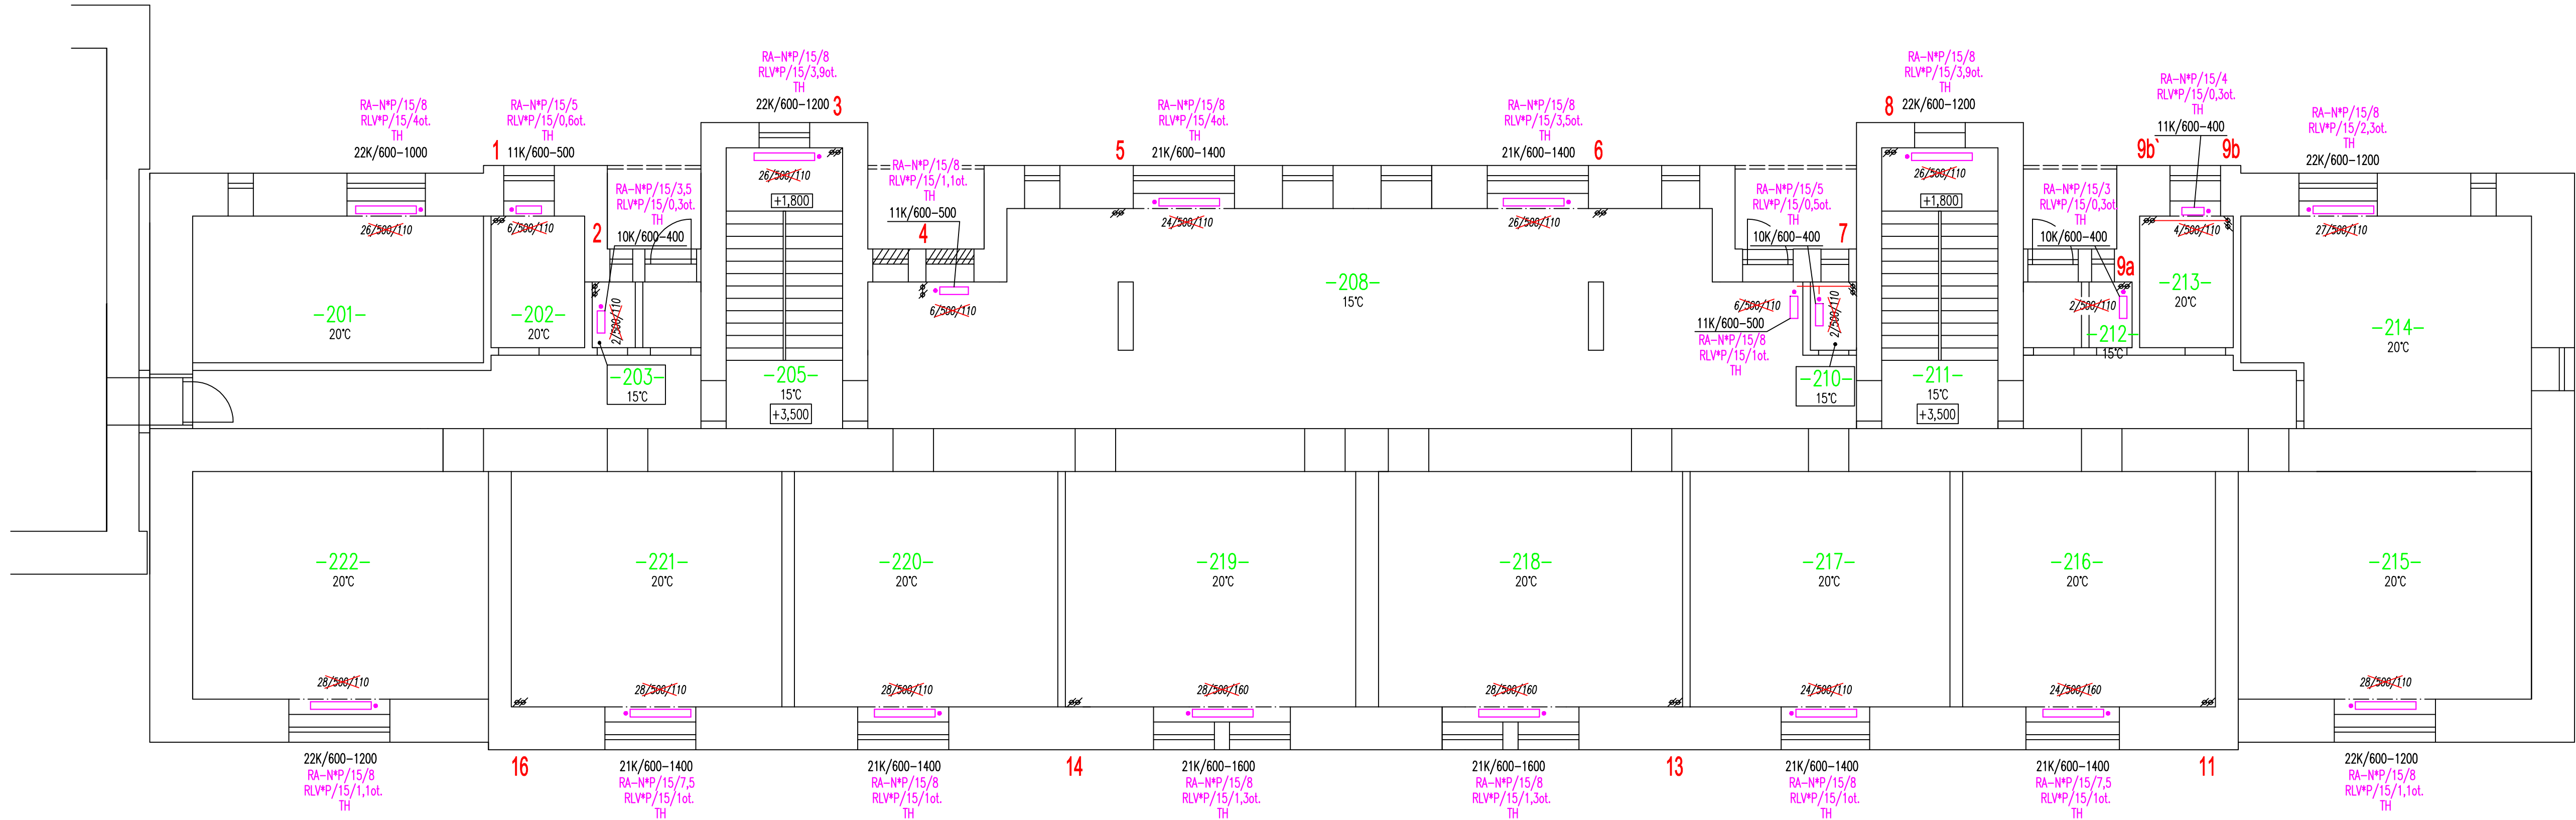 RA-N*P/15/8
RLV*P/15/3,9ot.
TH
22K/600-1200
3
RA-N*P/15/8
RLV*P/15/3,9ot.
TH
8
22K/600-1200
RA-N*P/15/8
RLV*P/15/4ot.
TH
22K/600-1000
RA-N*P/15/5
RLV*P/15/0,6ot.
TH
1
11K/600-500
RA-N*P/15/8
RLV*P/15/4ot.
TH
5
21K/600-1400
RA-N*P/15/8
RLV*P/15/3,5ot.
TH
21K/600-1400
6
RA-N*P/15/4
RLV*P/15/0,3ot.
TH
11K/600-400
9b`
9b
RA-N*P/15/8
RLV*P/15/2,3ot.
TH
22K/600-1200
26/500/110
6/500/110
2
RA-N*P/15/3,5
RLV*P/15/0,3ot.
TH
10K/600-400
2/500/110
26/500/110
+1,800
RA-N*P/15/8
RLV*P/15/1,1ot.
TH
11K/600-500
4
6/500/110
24/500/110
26/500/110
RA-N*P/15/5
RLV*P/15/0,5ot.
TH
10K/600-400
7
6/500/110
2/500/110
11K/600-500
RA-N*P/15/8
RLV*P/15/1ot.
TH
26/500/110
+1,800
RA-N*P/15/3
RLV*P/15/0,3ot
TH
10K/600-400
9a
2/500/110
4/500/110
27/500/110
-201-
20°C
-202-
20°C
-203-
15°C
-205-
15°C
+3,500
-208-
15°C
-210-
15°C
-211-
15°C
+3,500
-212-
15°C
-213-
20°C
-214-
20°C
-222-
20°C
-221-
20°C
-220-
20°C
-219-
20°C
-218-
20°C
-217-
20°C
-216-
20°C
-215-
20°C
28/500/110
28/500/110
28/500/110
28/500/160
28/500/160
24/500/110
24/500/160
28/500/110
22K/600-1200
RA-N*P/15/8
RLV*P/15/1,1ot.
TH
16
21K/600-1400
RA-N*P/15/7,5
RLV*P/15/1ot.
TH
21K/600-1400
RA-N*P/15/8
RLV*P/15/1ot.
TH
14
21K/600-1600
RA-N*P/15/8
RLV*P/15/1,3ot.
TH
21K/600-1600
RA-N*P/15/8
RLV*P/15/1,3ot.
TH
13
21K/600-1400
RA-N*P/15/8
RLV*P/15/1ot.
TH
21K/600-1400
RA-N*P/15/7,5
RLV*P/15/1ot.
TH
11
22K/600-1200
RA-N*P/15/8
RLV*P/15/1,1ot.
TH